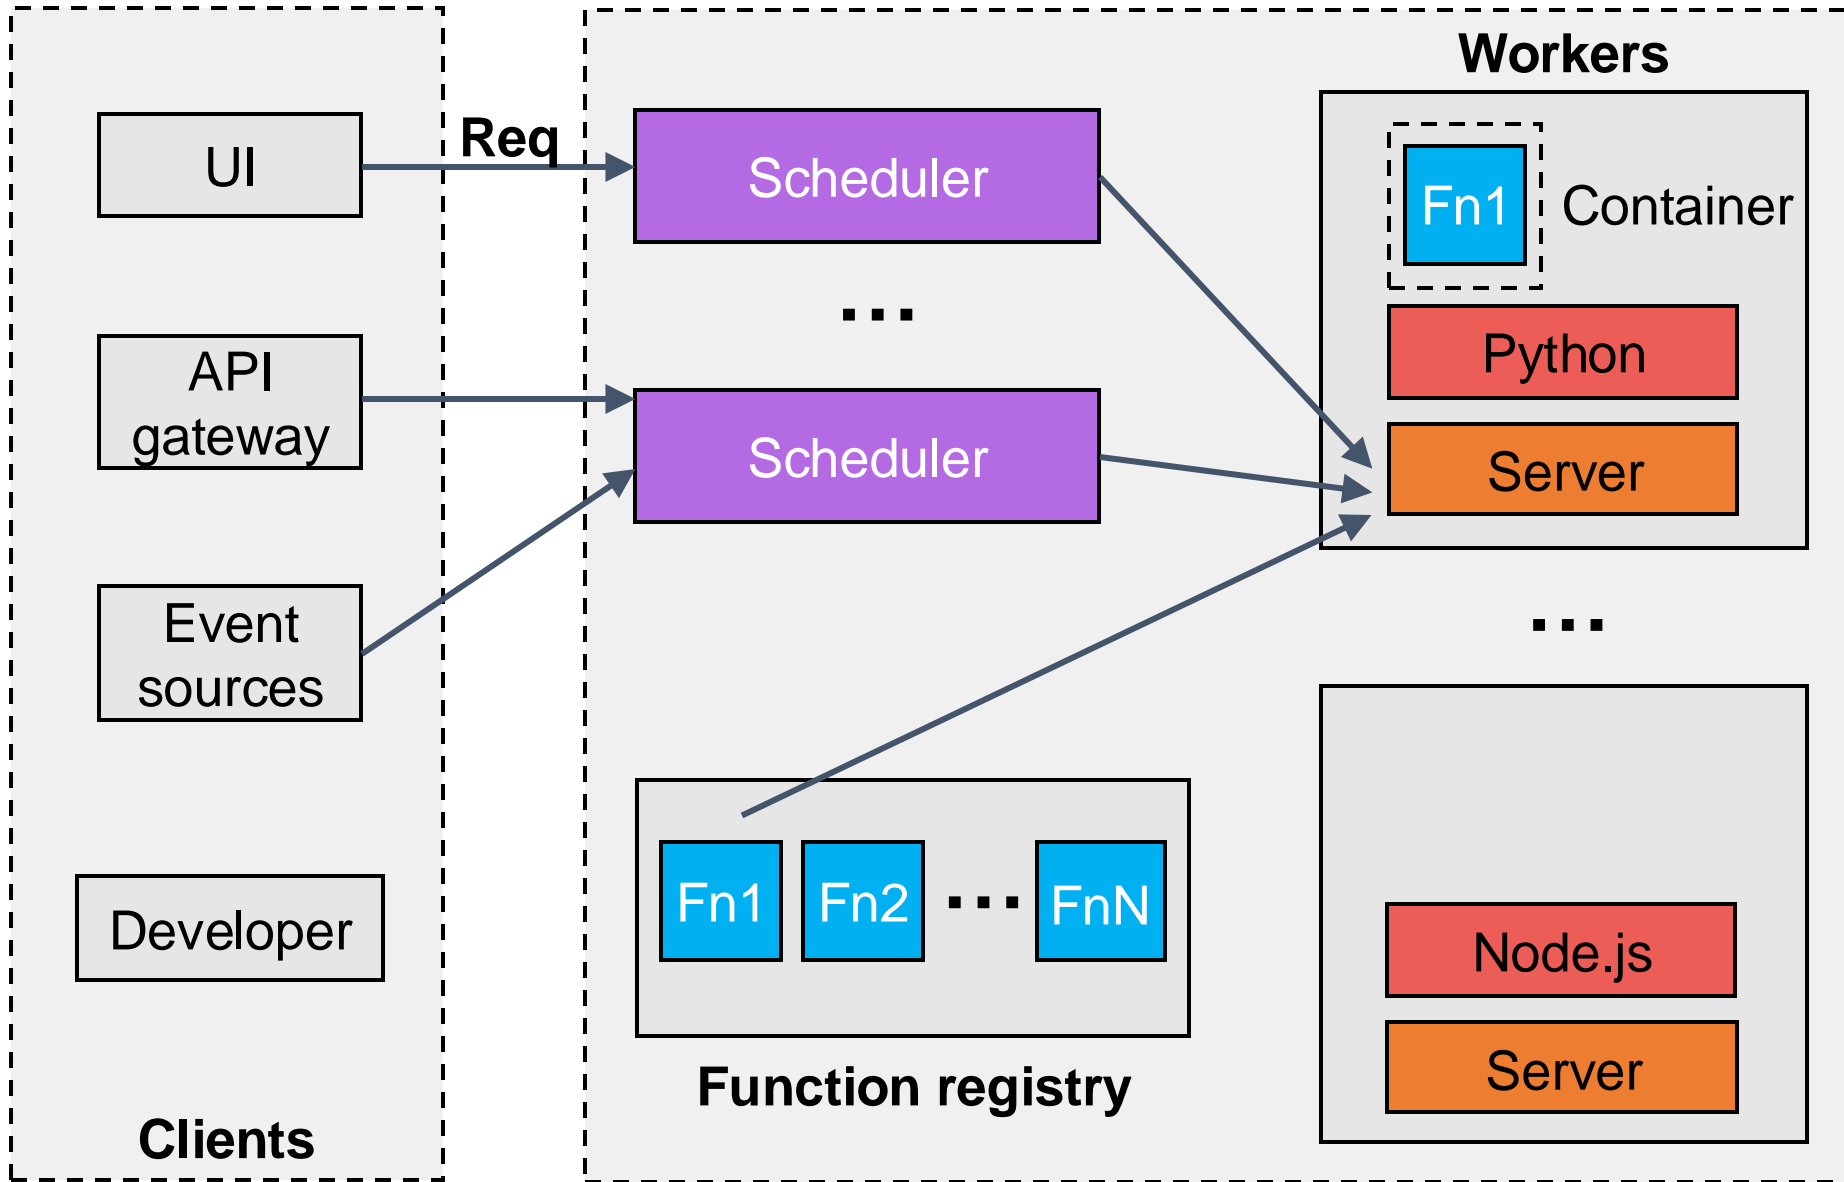 Workers
UI
Req
Scheduler
Fn1
Container
...
Python
API
gateway
Scheduler
Server
Event
sources
...
Developer
Fn1
Fn2
...
FnN
Node.js
Server
Function registry
Clients